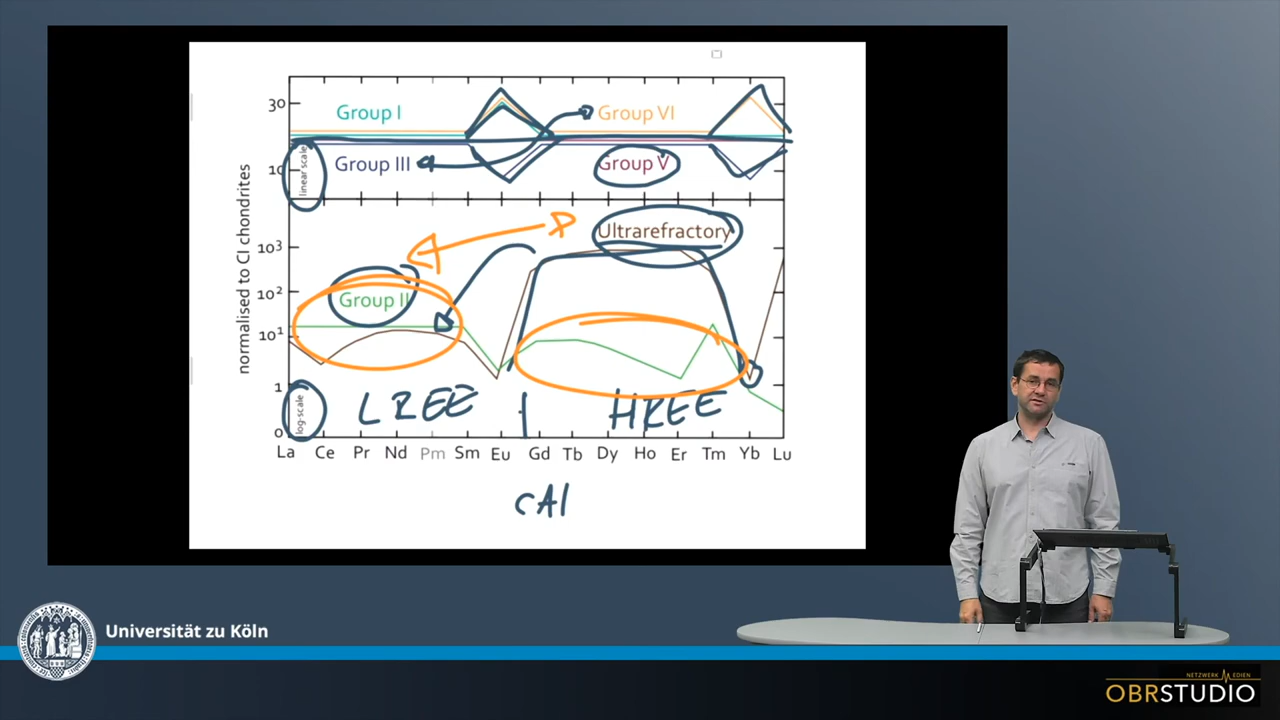 30
Group I
Group VI
10
linear scale
Group III
Group V
normalised to CI chondrites
Ultrarefractory
10³
10²
Group II
10¹
1
LREE | HREE
log-scale
0
La Ce Pr Nd Pm Sm Eu Gd Tb Dy Ho Er Tm Yb Lu
CAI
Universität zu Köln
NETZWERK MEDIEN
OBRSTUDIO